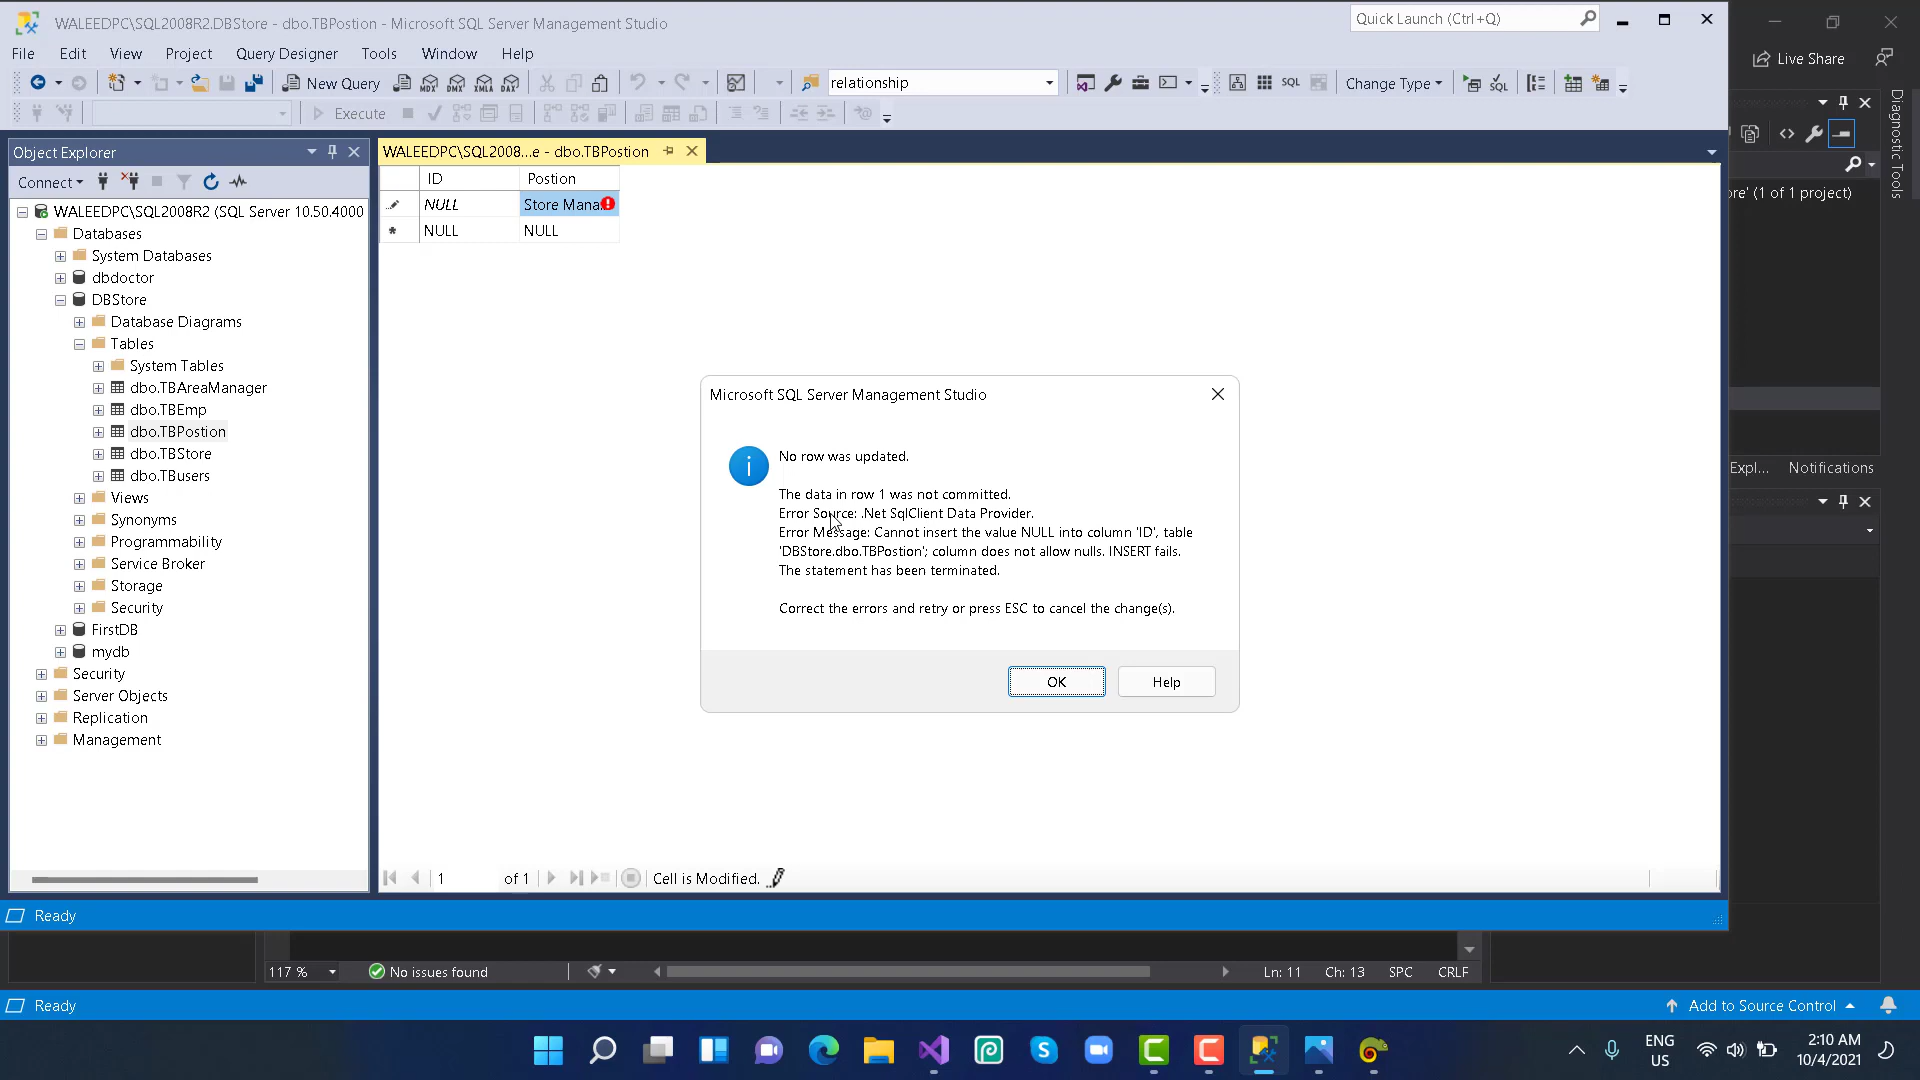 WALEEDPC\SQL2008R2.DBStore - dbo.TBPostion - Microsoft SQL Server Management Studio
Quick Launch (Ctrl+Q)
File Edit View Project Query Designer Tools Window Help
Live Share
New Query
MDX DMX XMLA DAX
relationship
SQL
Change Type
Execute
Diagnostic Tools
Object Explorer
WALEEDPC\SQL2008...e - dbo.TBPostion
Connect
ID Postion
NULL Store Mana
NULL NULL
ore' (1 of 1 project)
WALEEDPC\SQL2008R2 (SQL Server 10.50.4000
Databases
System Databases
dbdoctor
DBStore
Database Diagrams
Tables
System Tables
dbo.TBAreaManager
dbo.TBEmp
dbo.TBPostion
dbo.TBStore
dbo.TBusers
Views
Synonyms
Programmability
Service Broker
Storage
Security
FirstDB
mydb
Security
Server Objects
Replication
Management
Microsoft SQL Server Management Studio
No row was updated.
The data in row 1 was not committed.
Error Source: .Net SqlClient Data Provider.
Error Message: Cannot insert the value NULL into column 'ID', table
'DBStore.dbo.TBPostion'; column does not allow nulls. INSERT fails.
The statement has been terminated.
Correct the errors and retry or press ESC to cancel the change(s).
OK Help
Expl... Notifications
1 of 1 Cell is Modified.
Ready
117 % No issues found Ln: 11 Ch: 13 SPC CRLF
Ready
Add to Source Control
ENG
US
2:10 AM
10/4/2021